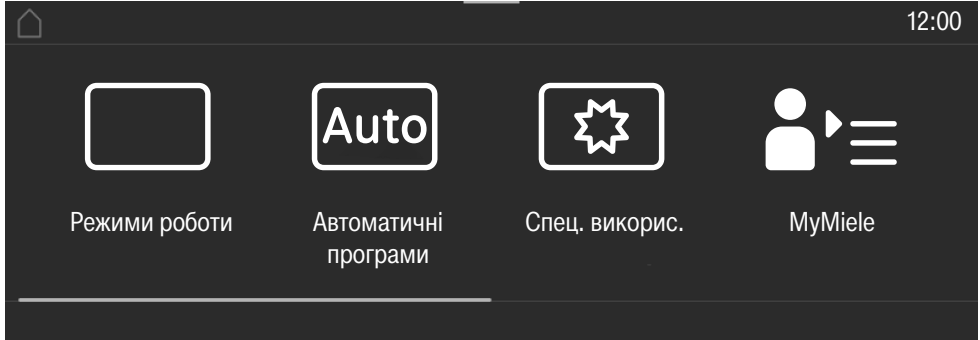 12:00
Auto
Режими роботи
Автоматичні
програми
Спец. викорис.
MyMiele